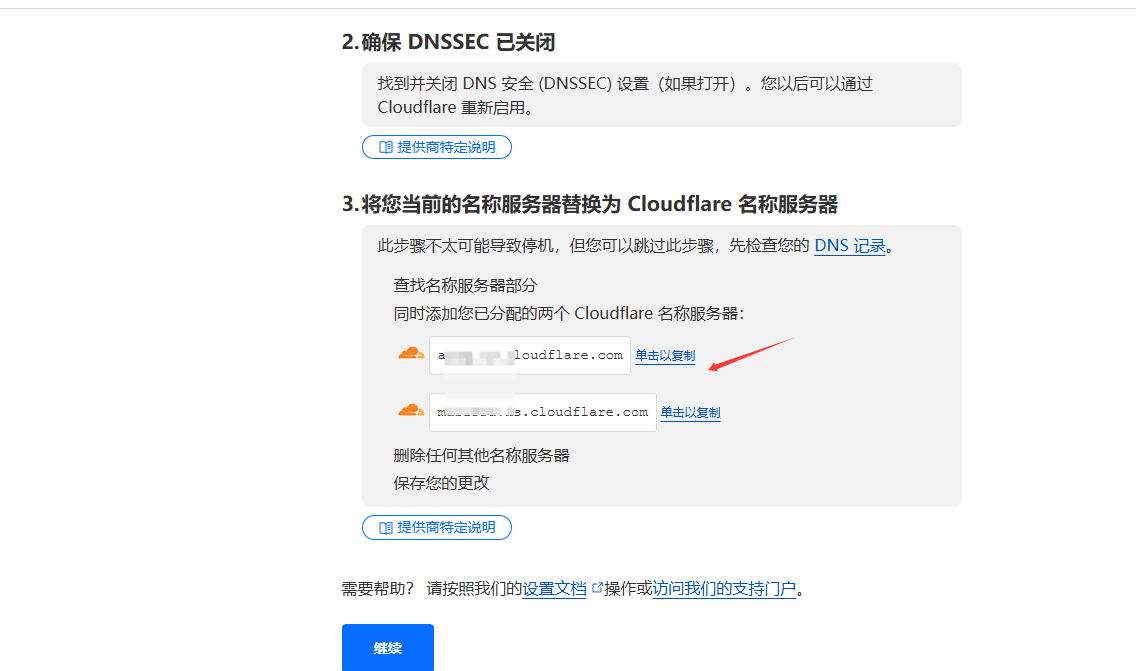 2.确保 DNSSEC 已关闭
找到并关闭 DNS 安全 (DNSSEC) 设置（如果打开）。您以后可以通过
Cloudflare 重新启用。
提供商特定说明
3.将您当前的名称服务器替换为 Cloudflare 名称服务器
此步骤不太可能导致停机，但您可以跳过此步骤，先检查您的 DNS 记录。
查找名称服务器部分
同时添加您已分配的两个 Cloudflare 名称服务器：
loudflare.com 单击以复制
s.cloudflare.com 单击以复制
删除任何其他名称服务器
保存您的更改
提供商特定说明
需要帮助？ 请按照我们的设置文档操作或访问我们的支持门户。
继续